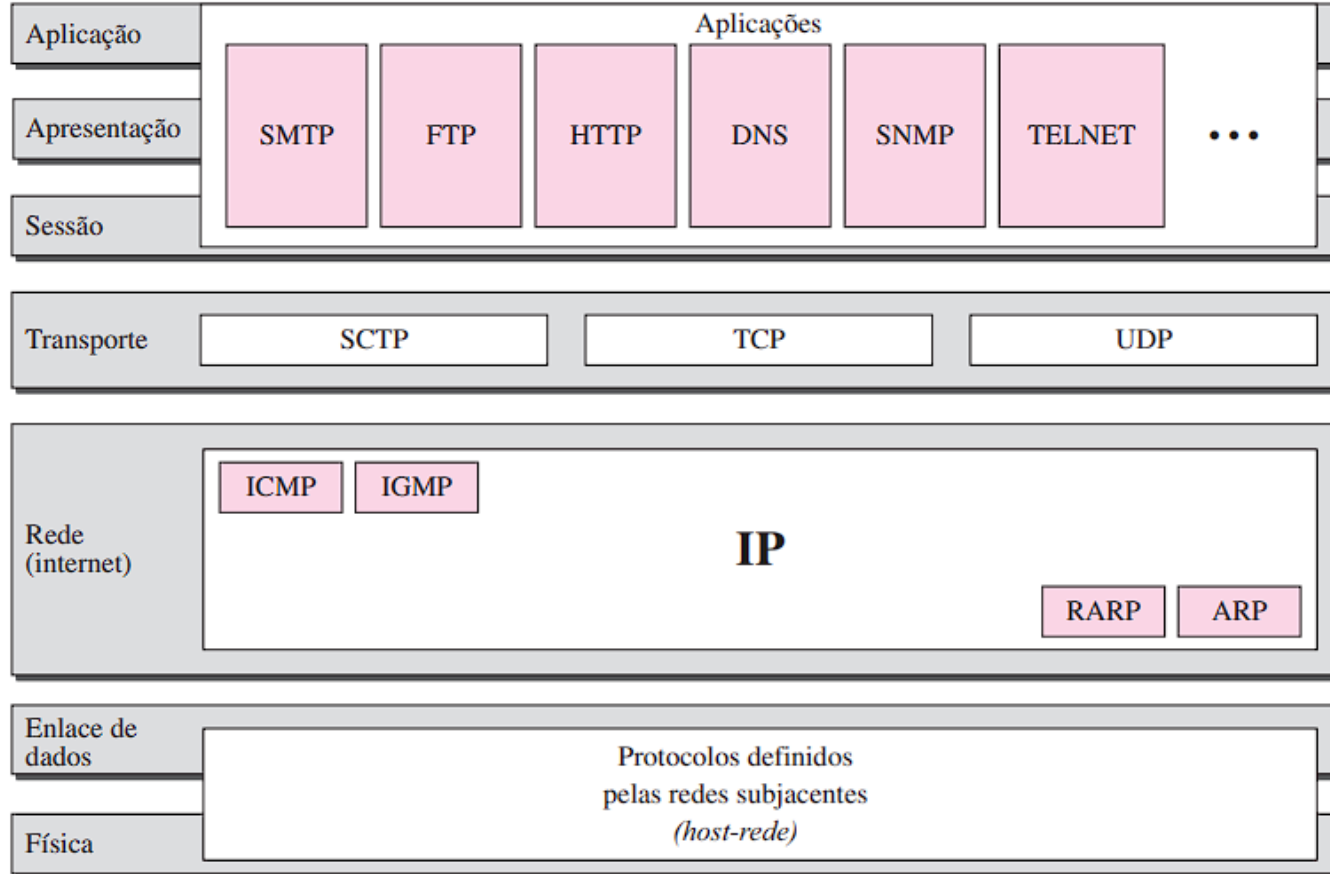 Aplicação
Aplicações
Apresentação
SMTP
FTP
HTTP
DNS
SNMP
TELNET
...
Sessão
Transporte
SCTP
TCP
UDP
ICMP
IGMP
Rede
(internet)
IP
RARP
ARP
Enlace de
dados
Protocolos definidos
pelas redes subjacentes
(host-rede)
Física